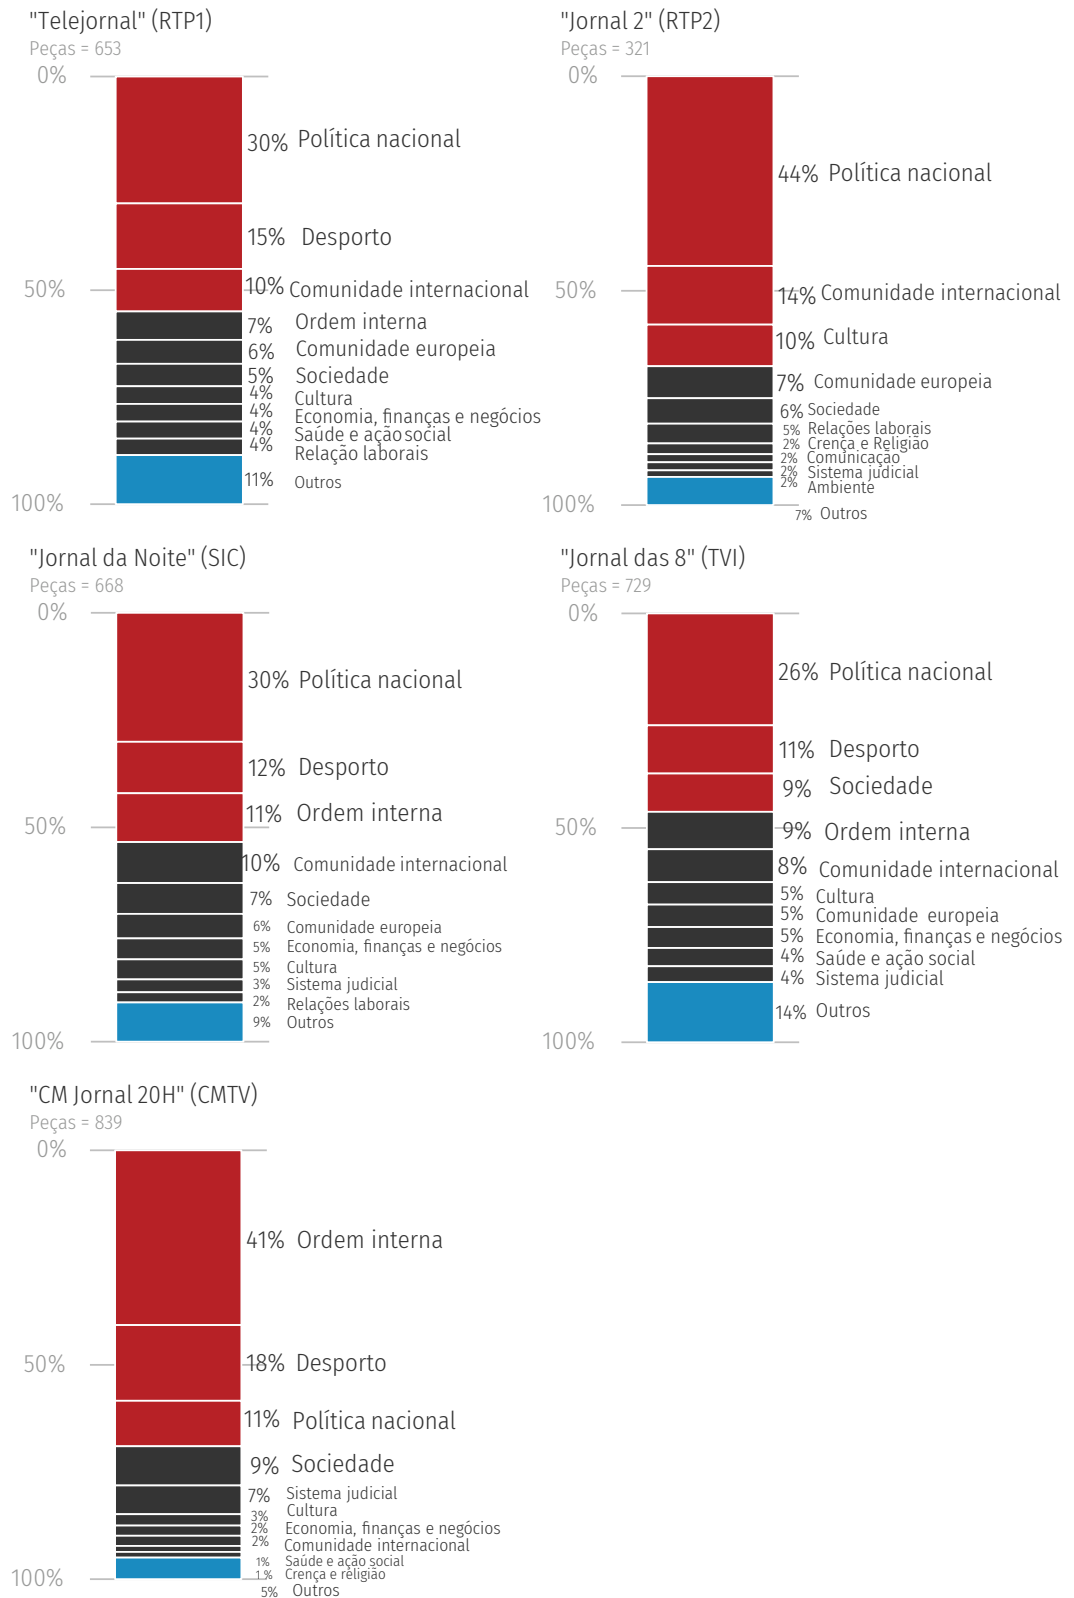 "Telejornal" (RTP1)
Peças = 653
0%
30% Política nacional
15% Desporto
50%
10% Comunidade internacional
7% Ordem interna
6% Comunidade europeia
5% Sociedade
4% Cultura
4% Economia, finanças e negócios
4% Saúde e ação social
4% Relação laborais
11% Outros
100%
"Jornal 2" (RTP2)
Peças = 321
0%
44% Política nacional
50%
14% Comunidade internacional
10% Cultura
7% Comunidade europeia
6% Sociedade
5% Relações laborais
2% Crença e Religião
2% Comunicação
2% Sistema judicial
2% Ambiente
100%
7% Outros
"Jornal da Noite" (SIC)
Peças = 668
0%
30% Política nacional
12% Desporto
11% Ordem interna
50%
10% Comunidade internacional
7% Sociedade
6% Comunidade europeia
5% Economia, finanças e negócios
5% Cultura
3% Sistema judicial
2% Relações laborais
9% Outros
100%
"Jornal das 8" (TVI)
Peças = 729
0%
26% Política nacional
11% Desporto
9% Sociedade
50%
9% Ordem interna
8% Comunidade internacional
5% Cultura
5% Comunidade europeia
5% Economia, finanças e negócios
4% Saúde e ação social
4% Sistema judicial
14% Outros
100%
"CM Jornal 20H" (CMTV)
Peças = 839
0%
41% Ordem interna
50%
18% Desporto
11% Política nacional
9% Sociedade
7% Sistema judicial
3% Cultura
2% Economia, finanças e negócios
2% Comunidade internacional
1% Saúde e ação social
1% Crença e religião
100%
5% Outros